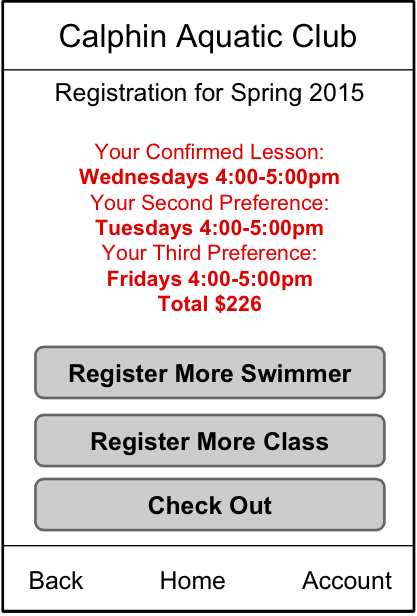 Calphin Aquatic Club
Registration for Spring 2015
Your Confirmed Lesson:
Wednesdays 4:00-5:00pm
Your Second Preference:
Tuesdays 4:00-5:00pm
Your Third Preference:
Fridays 4:00-5:00pm
Total $226
Register More Swimmer
Register More Class
Check Out
Back Home Account